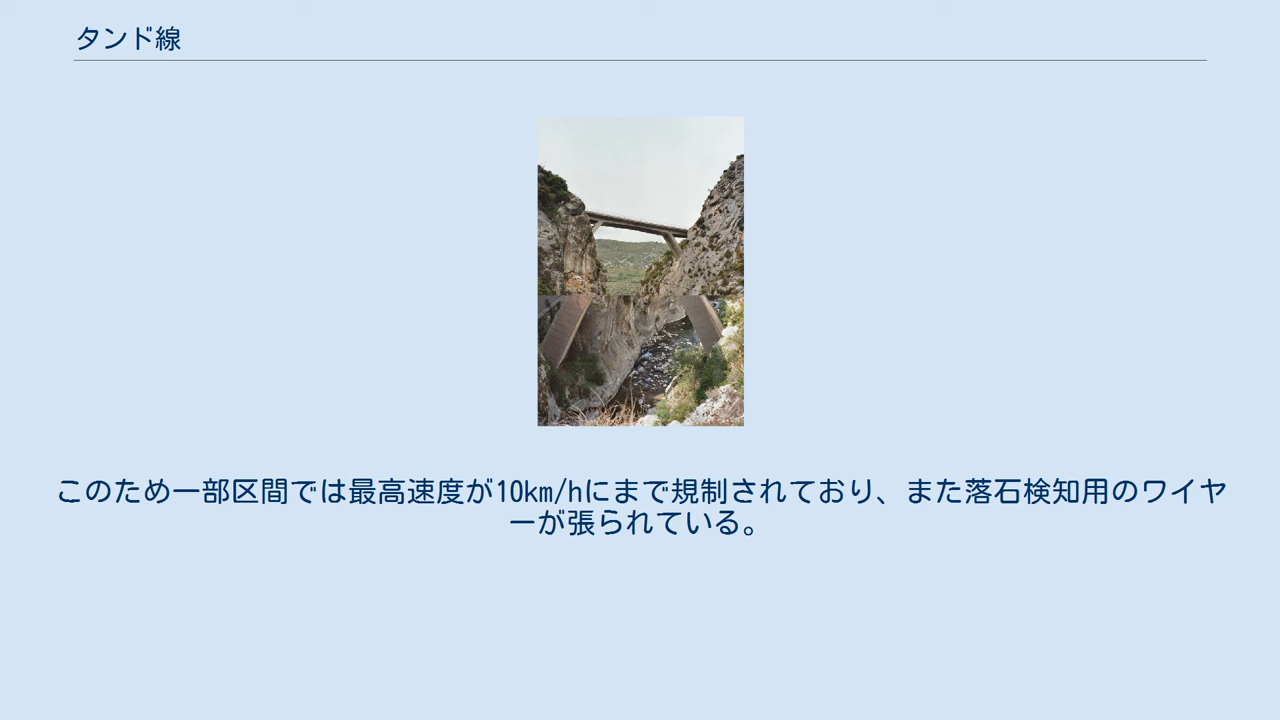 タンド線
このため一部区間では最高速度が10km/hにまで規制されており、また落石検知用のワイヤ
ーが張られている。